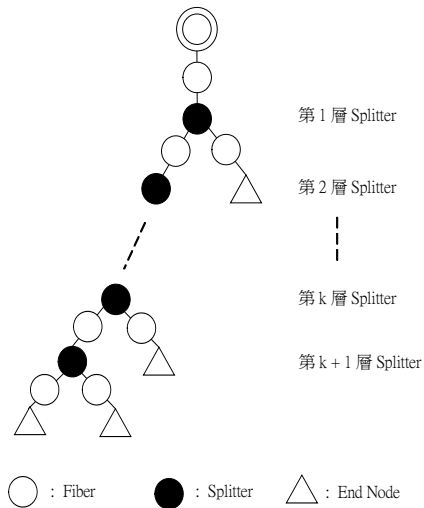 第 1 層 Splitter
第 2 層 Splitter
第 k 層 Splitter
第 k + 1 層 Splitter
: Fiber : Splitter : End Node